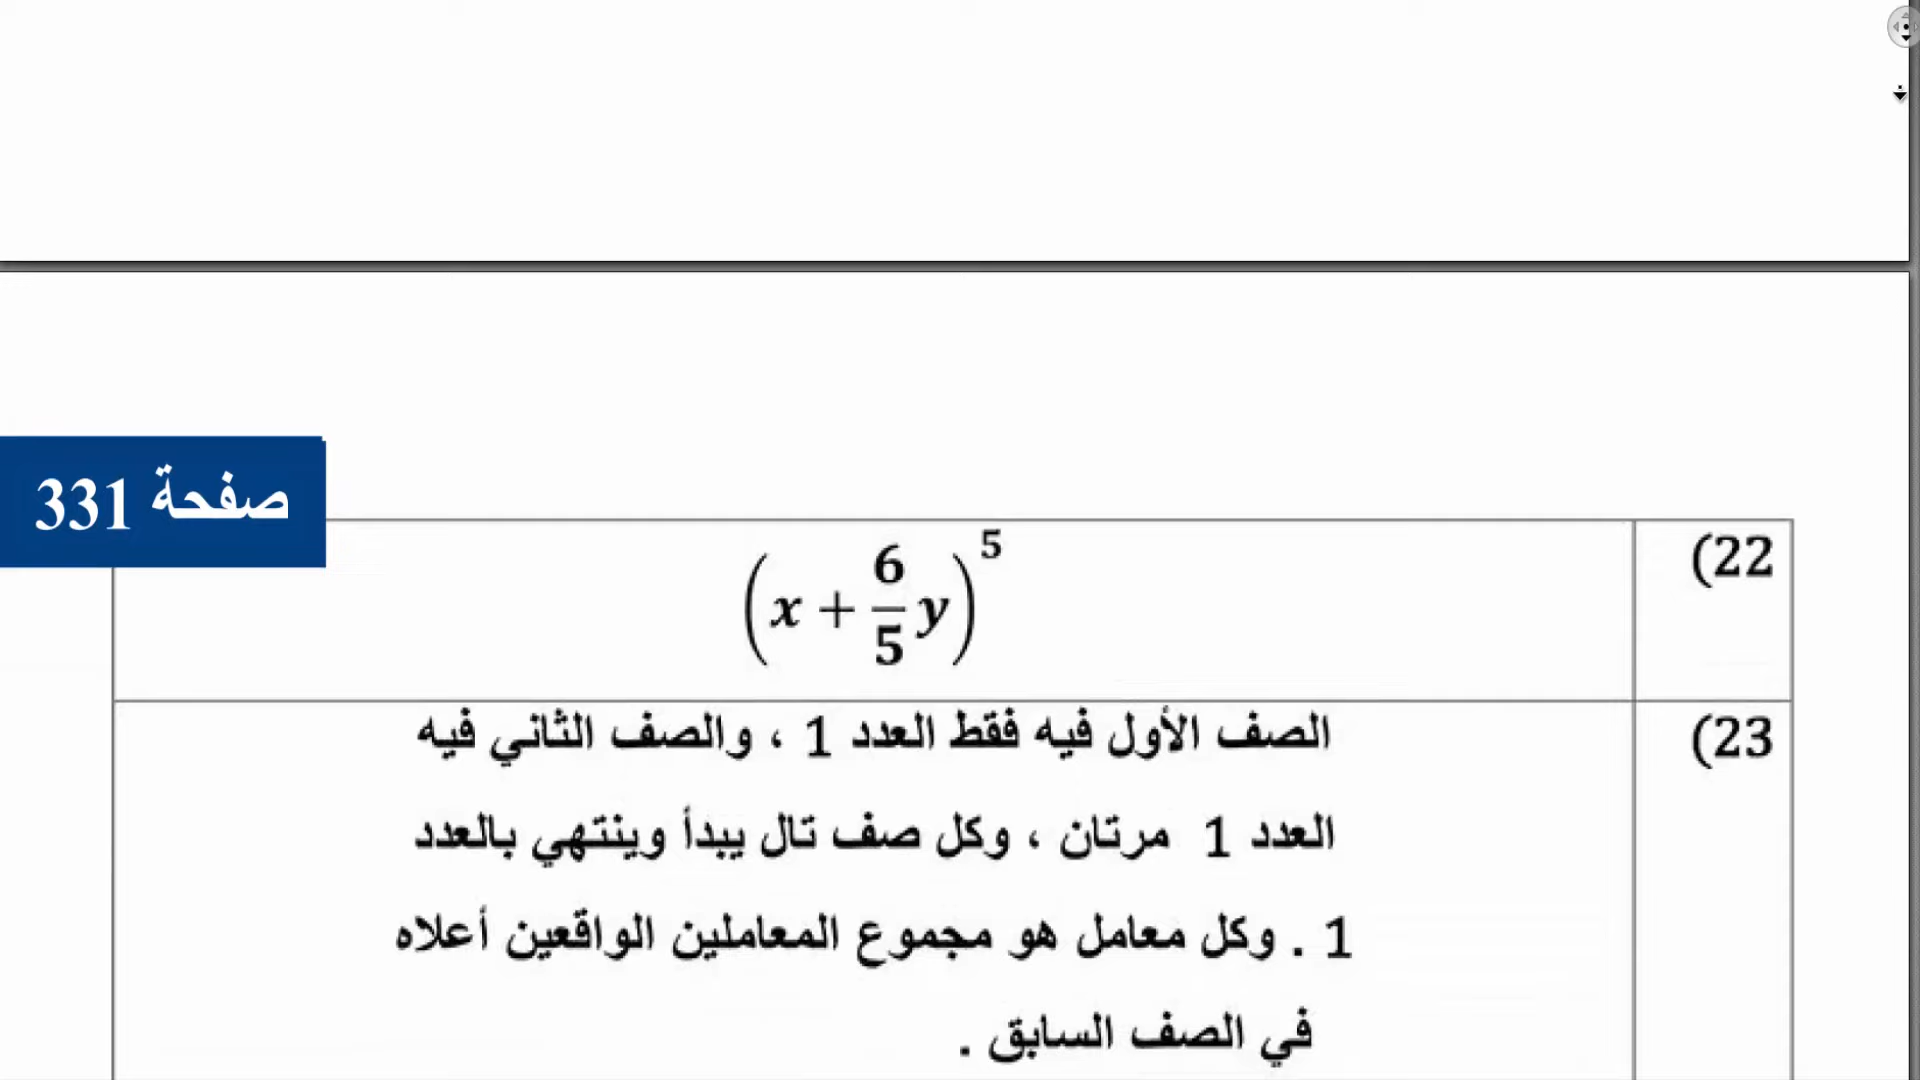 صفحة 331
(22
(x + 6/5 y)^5
(23
الصف الأول فيه فقط العدد 1 ، والصف الثاني فيه
العدد 1 مرتان ، وكل صف تال يبدأ وينتهي بالعدد
1 . وكل معامل هو مجموع المعاملين الواقعين أعلاه
في الصف السابق .